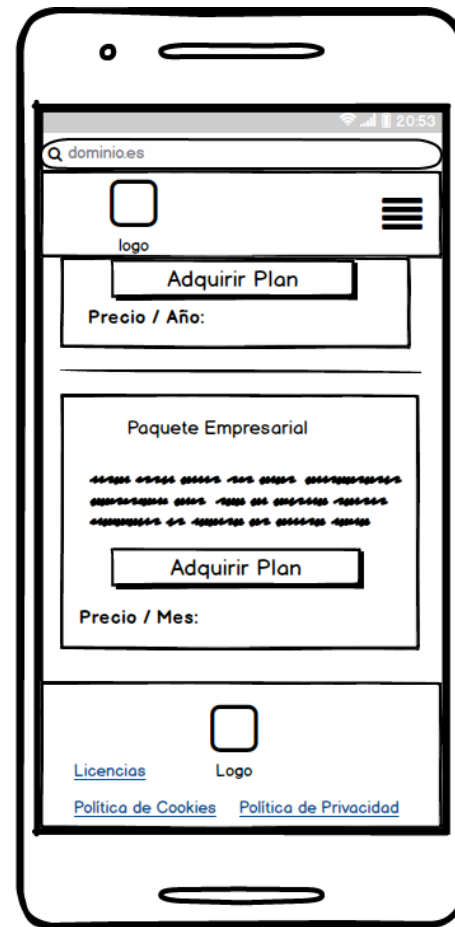 20:53
dominio.es
logo
Adquirir Plan
Precio / Año:
Paquete Empresarial
Adquirir Plan
Precio / Mes:
Logo
Licencias
Política de Cookies Política de Privacidad